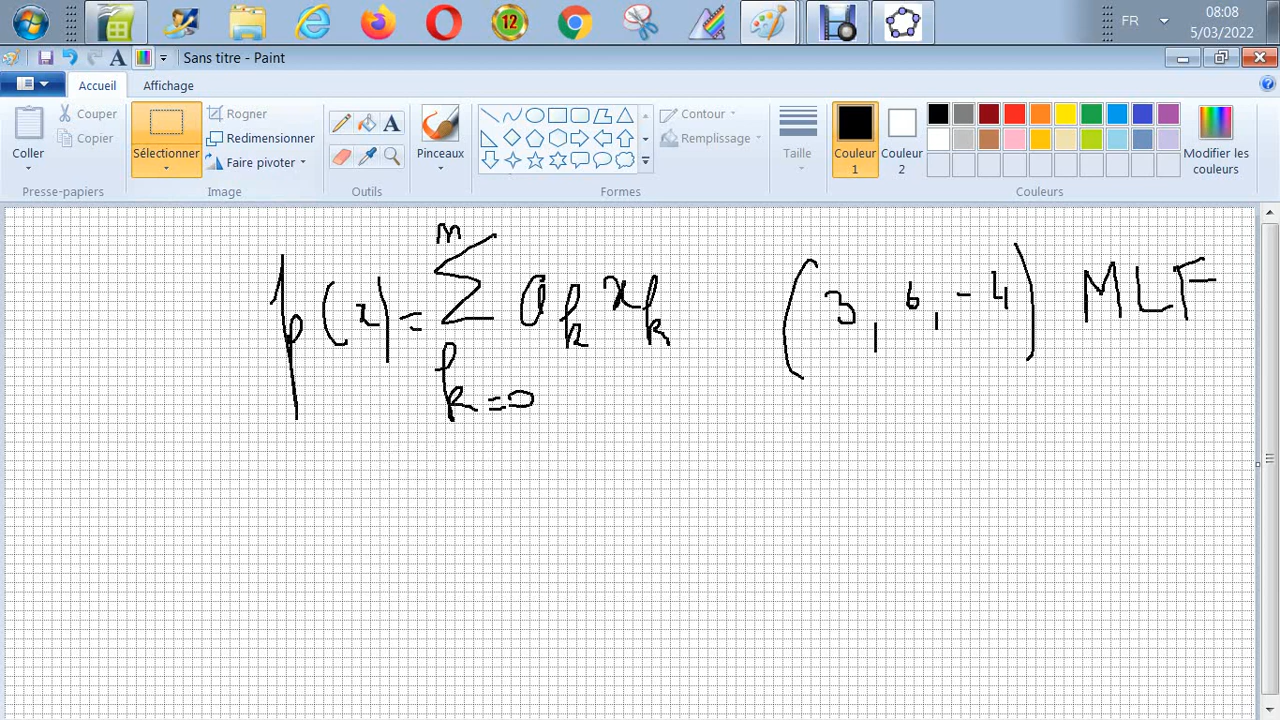 12
FR
08:08
5/03/2022
Sans titre - Paint
Accueil
Affichage
Coller
Couper
Copier
Presse-papiers
Sélectionner
Rogner
Redimensionner
Faire pivoter
Image
Outils
Pinceaux
Contour
Remplissage
Formes
Taille
Couleur 1
Couleur 2
Modifier les couleurs
Couleurs
n
p(x) = Σ a_k x_k (3, 6, -4) MLF
k=0